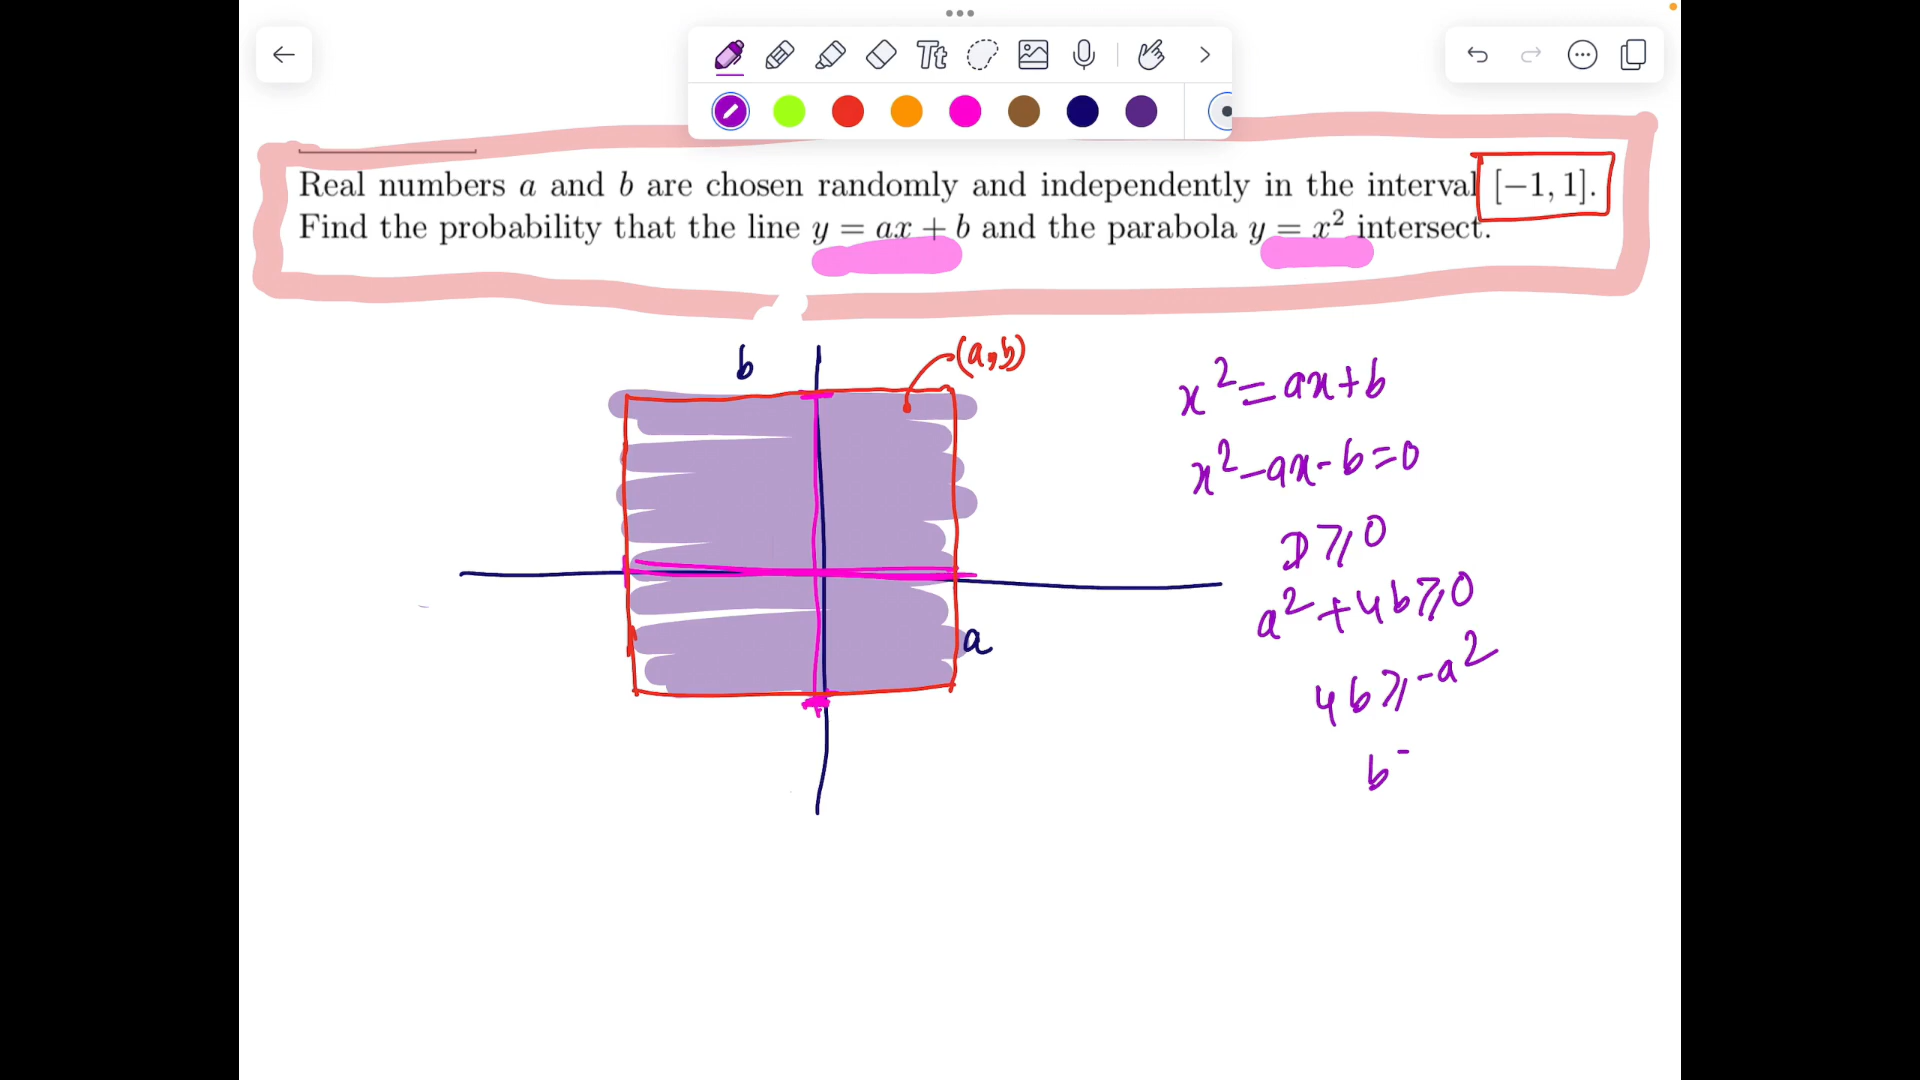 Tt
Real numbers a and b are chosen randomly and independently in the interval [−1, 1].
Find the probability that the line y = ax + b and the parabola y = x² intersect.
b
(a,b)
a
x² = ax+b
x² − ax − b = 0
D ⩾ 0
a² + 4b ⩾ 0
4b ⩾ −a²
b −